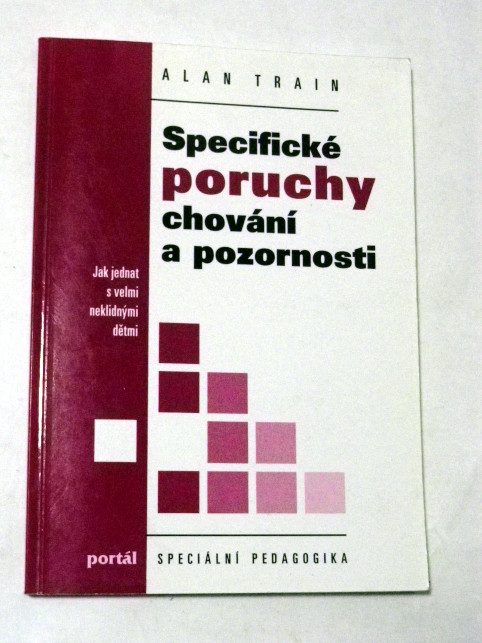 ALAN TRAIN
Specifické
poruchy
chování
a pozornosti
Jak jednat
s velmi
neklidnými
dětmi
portál
SPECIÁLNÍ PEDAGOGIKA